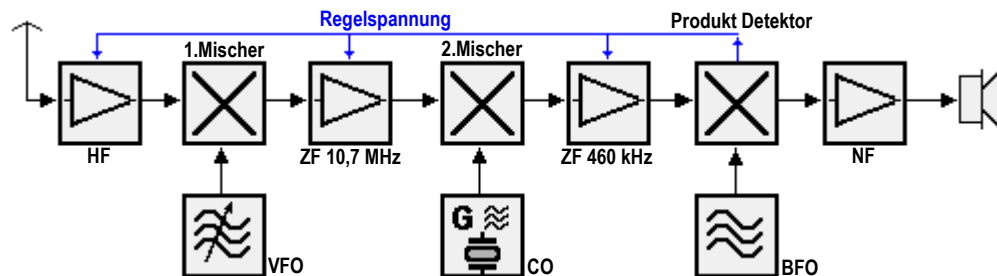 Regelspannung
Produkt Detektor
1.Mischer
2.Mischer
HF
ZF 10,7 MHz
ZF 460 kHz
NF
G
VFO
CO
BFO